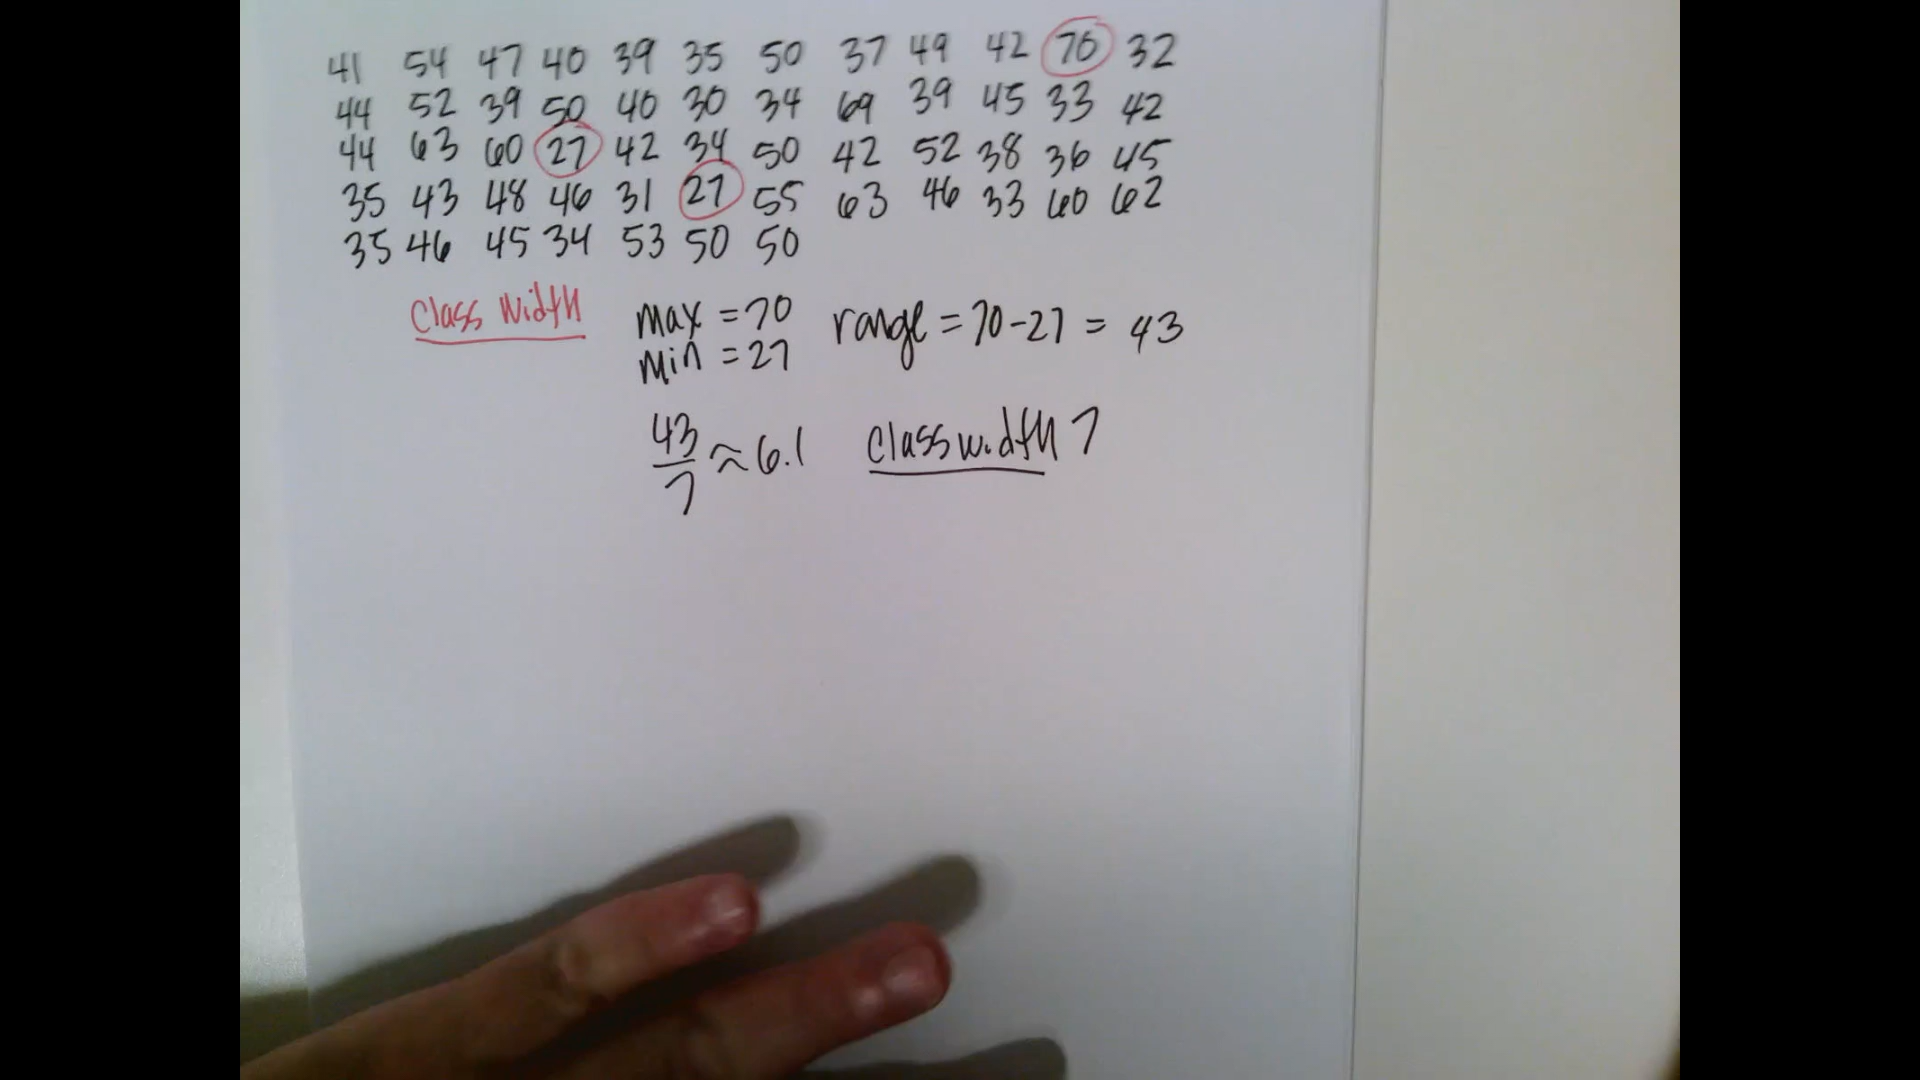 41 54 47 40 39 35 50 37 49 42 70 32
44 52 39 50 40 30 34 69 39 45 33 42
44 63 60 27 42 34 50 42 52 38 36 45
35 43 48 46 31 27 55 63 46 33 60 62
35 46 45 34 53 50 50
Class Width
max = 70
min = 27
range = 70-27 = 43
43/7 ≈ 6.1
Class width 7